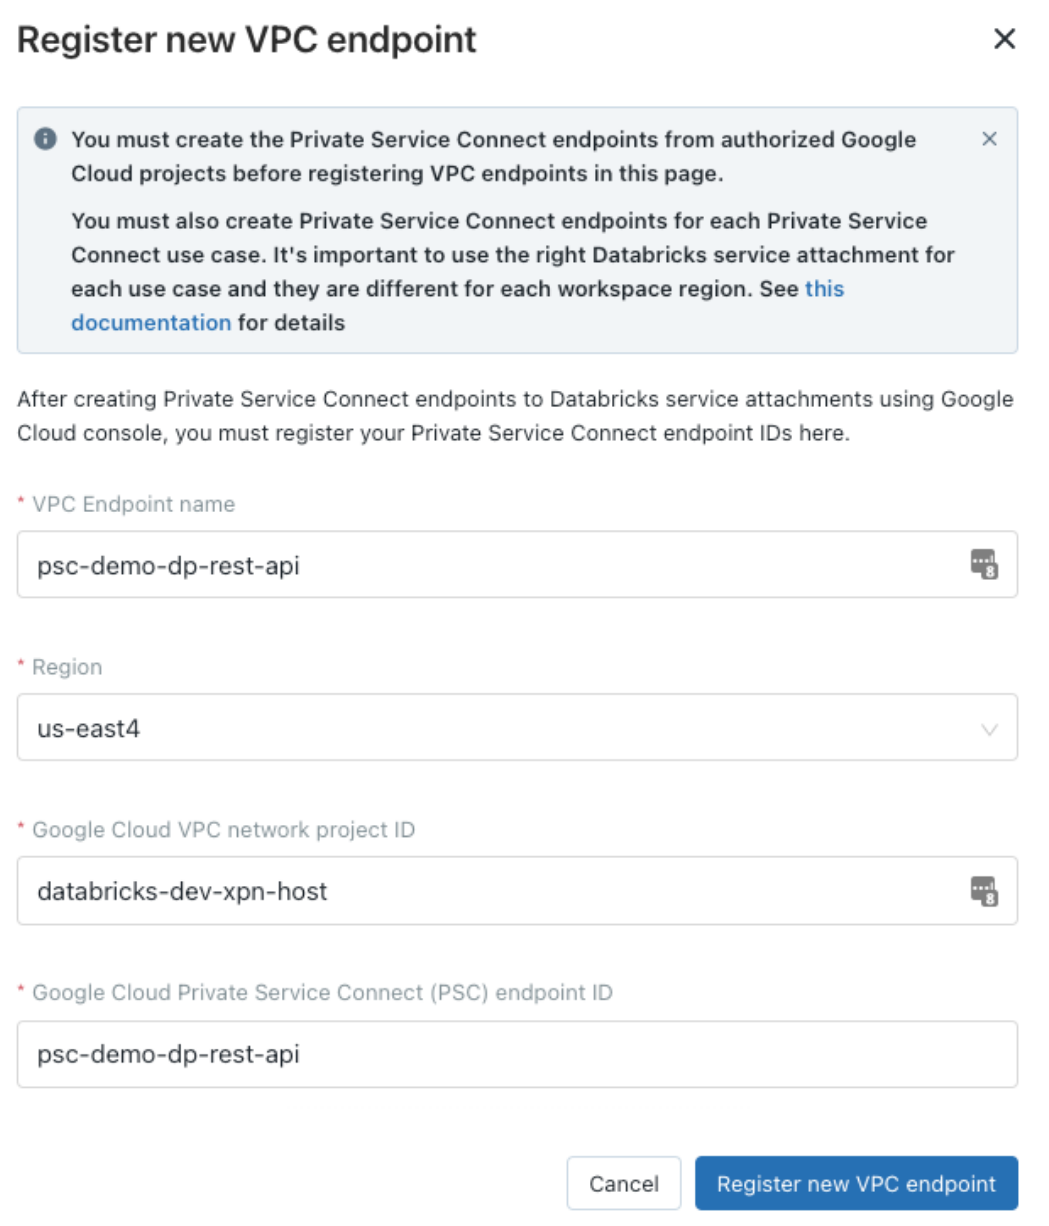 Register new VPC endpoint
You must create the Private Service Connect endpoints from authorized Google
Cloud projects before registering VPC endpoints in this page.
You must also create Private Service Connect endpoints for each Private Service
Connect use case. It's important to use the right Databricks service attachment for
each use case and they are different for each workspace region. See this
documentation for details
After creating Private Service Connect endpoints to Databricks service attachments using Google
Cloud console, you must register your Private Service Connect endpoint IDs here.
* VPC Endpoint name
psc-demo-dp-rest-api
8
* Region
us-east4
* Google Cloud VPC network project ID
databricks-dev-xpn-host
8
* Google Cloud Private Service Connect (PSC) endpoint ID
psc-demo-dp-rest-api
Cancel
Register new VPC endpoint